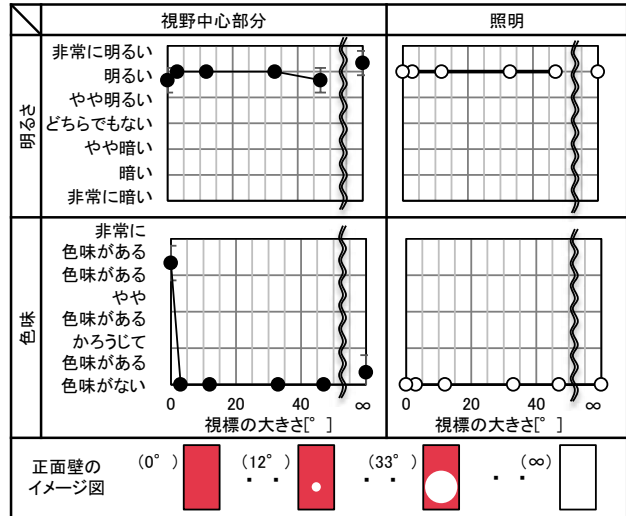 視野中心部分
照明
明るさ
非常に明るい
明るい
やや明るい
どちらでもない
やや暗い
暗い
非常に暗い
色味
非常に
色味がある
色味がある
やや
色味がある
かろうじて
色味がある
色味がない
0 20 40 ∞
視標の大きさ[°]
0 20 40 ∞
視標の大きさ[°]
正面壁の
イメージ図
(0°) ・・ (12°) ・・ (33°) ・・ (∞)